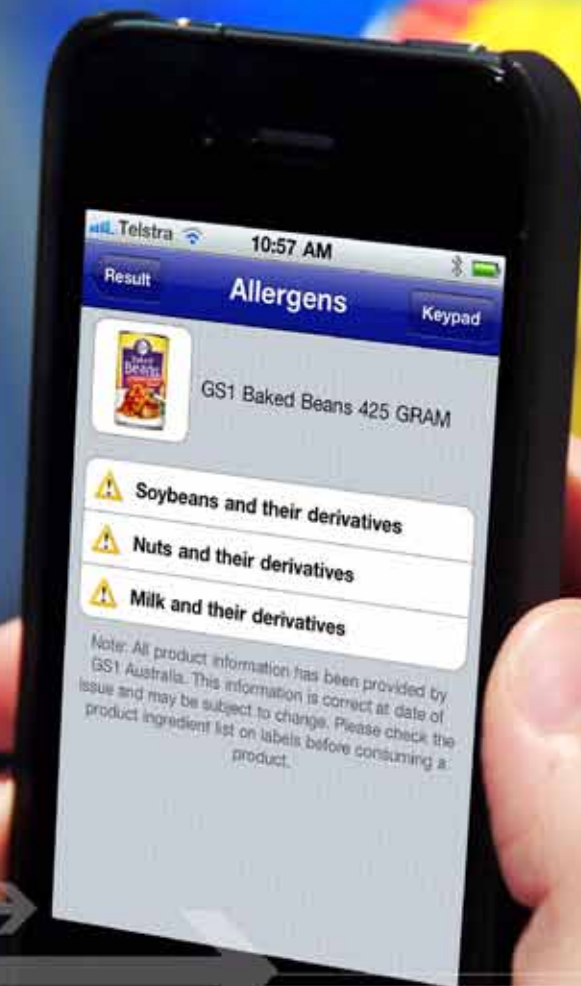 Telstra
10:57 AM
Result
Allergens
Keypad
Baked
Beans
GS1 Baked Beans 425 GRAM
Soybeans and their derivatives
Nuts and their derivatives
Milk and their derivatives
Note: All product information has been provided by
GS1 Australia. This information is correct at date of
issue and may be subject to change. Please check the
product ingredient list on labels before consuming a
product.